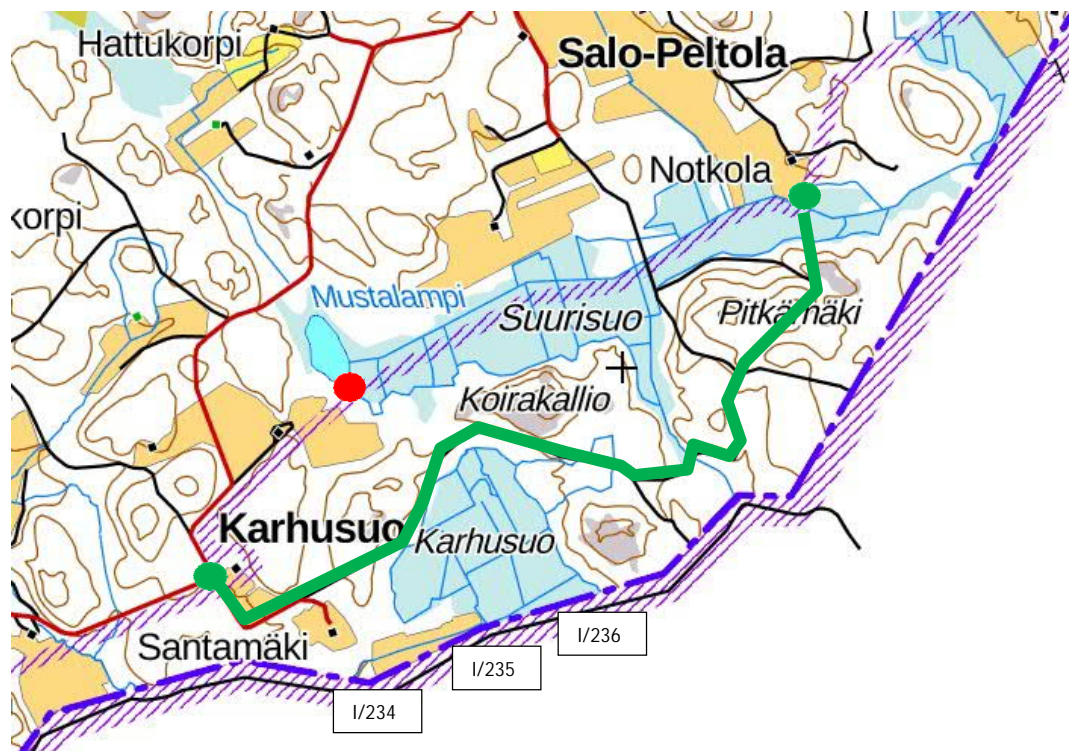 Hattukorpi
Salo-Peltola
Notkola
korpi
Mustalampi
Suurisuo
Pitkämäki
Koirakallio
Karhusuo
Karhusuo
I/236
Santamäki
I/235
I/234